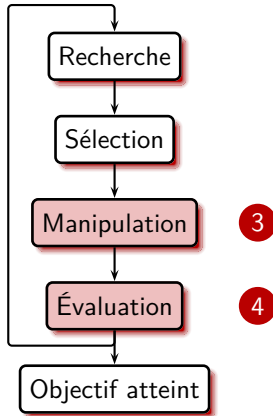 Recherche
Sélection
Manipulation 3
Évaluation 4
Objectif atteint